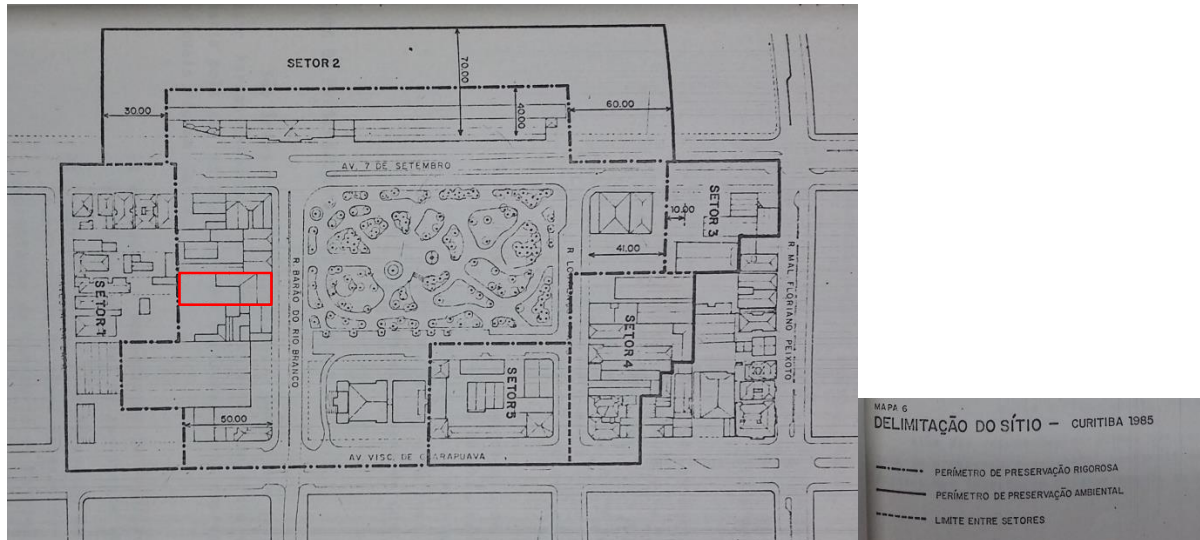 SETOR 2
70.00
30.00
40.00
60.00
AV. 7 DE SETEMBRO
SETOR 3
10.00
41.00
R. BARÃO DO RIO BRANCO
R. MAL. FLORIANO PEIXOTO
SETOR 1
SETOR 4
SETOR 5
50.00
AV. VISC. DE GUARAPUAVA
MAPA 6
DELIMITAÇÃO DO SÍTIO - CURITIBA 1985
PERÍMETRO DE PRESERVAÇÃO RIGOROSA
PERÍMETRO DE PRESERVAÇÃO AMBIENTAL
LIMITE ENTRE SETORES